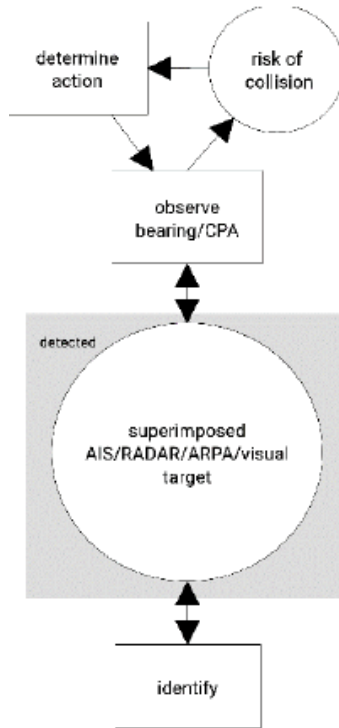 determine
action
risk of
collision
observe
bearing/CPA
detected
superimposed
AIS/RADAR/ARPA/visual
target
identify